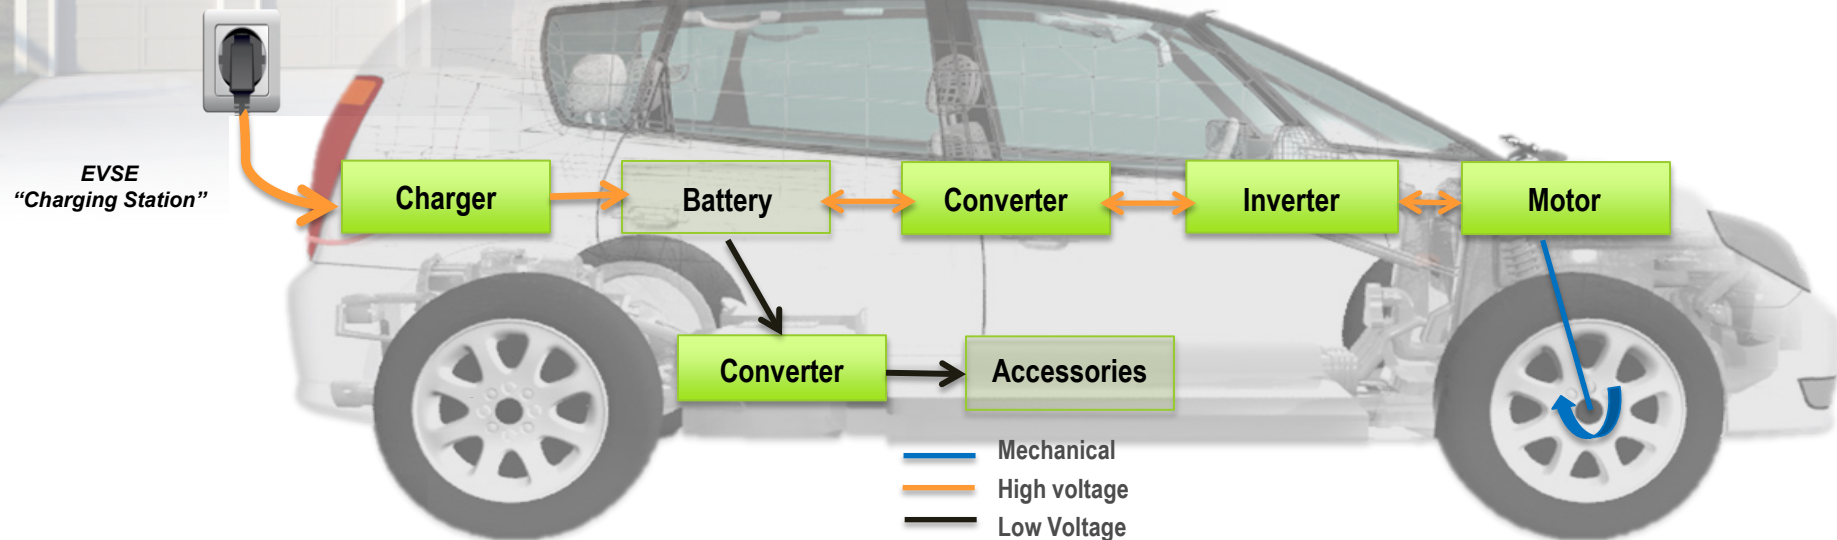 EVSE
“Charging Station”
Charger
Battery
Converter
Inverter
Motor
Converter
Accessories
Mechanical
High voltage
Low Voltage